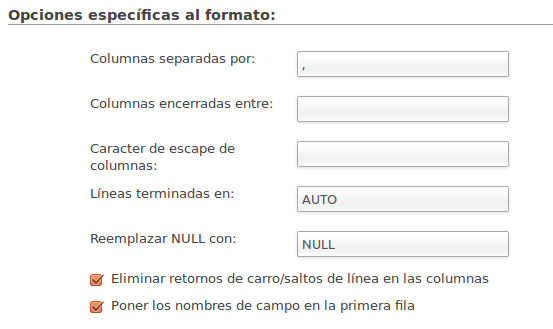 Opciones específicas al formato:
Columnas separadas por:
,
Columnas encerradas entre:
Caracter de escape de
columnas:
Líneas terminadas en:
AUTO
Reemplazar NULL con:
NULL
Eliminar retornos de carro/saltos de línea en las columnas
Poner los nombres de campo en la primera fila